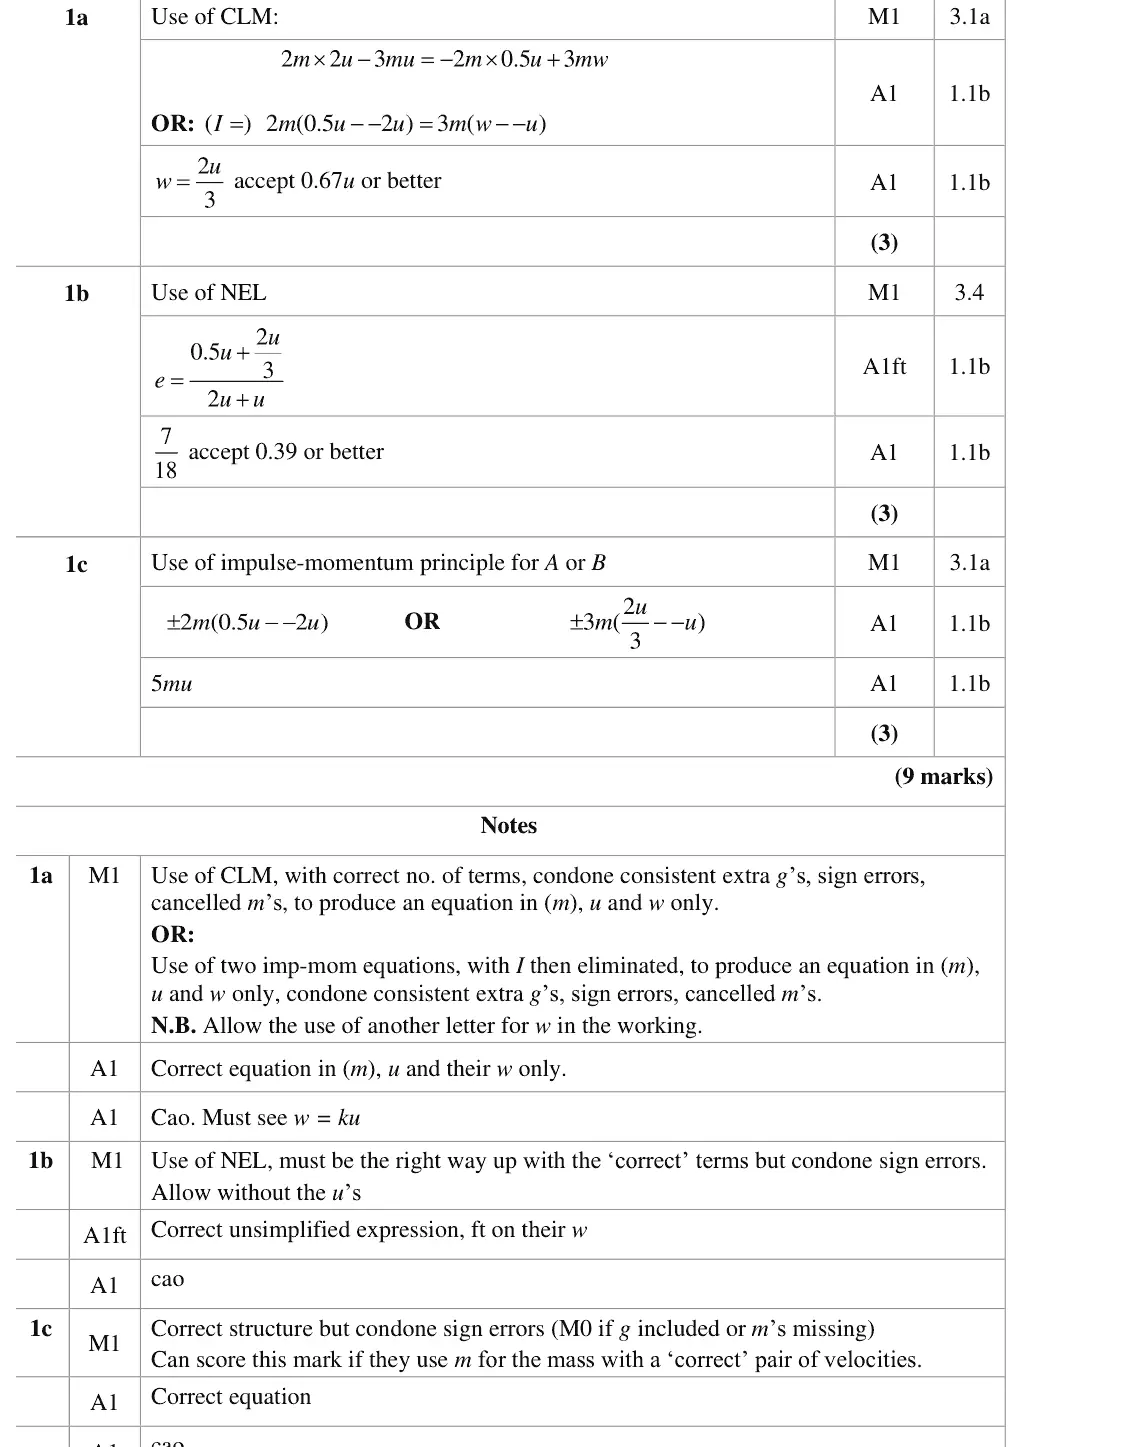 1a Use of CLM: M1 3.1a
2m × 2u − 3mu = −2m × 0.5u + 3mw
A1 1.1b
OR: (I =) 2m(0.5u − −2u) = 3m(w − −u)
w = 2u/3 accept 0.67u or better A1 1.1b
(3)
1b Use of NEL M1 3.4
e = (0.5u + 2u/3)/(2u + u) A1ft 1.1b
7/18 accept 0.39 or better A1 1.1b
(3)
1c Use of impulse-momentum principle for A or B M1 3.1a
±2m(0.5u − −2u) OR ±3m(2u/3 − −u) A1 1.1b
5mu A1 1.1b
(3)
(9 marks)
Notes
1a M1 Use of CLM, with correct no. of terms, condone consistent extra g’s, sign errors,
cancelled m’s, to produce an equation in (m), u and w only.
OR:
Use of two imp-mom equations, with I then eliminated, to produce an equation in (m),
u and w only, condone consistent extra g’s, sign errors, cancelled m’s.
N.B. Allow the use of another letter for w in the working.
A1 Correct equation in (m), u and their w only.
A1 Cao. Must see w = ku
1b M1 Use of NEL, must be the right way up with the ‘correct’ terms but condone sign errors.
Allow without the u’s
A1ft Correct unsimplified expression, ft on their w
A1 cao
1c M1 Correct structure but condone sign errors (M0 if g included or m’s missing)
Can score this mark if they use m for the mass with a ‘correct’ pair of velocities.
A1 Correct equation
A1 cao